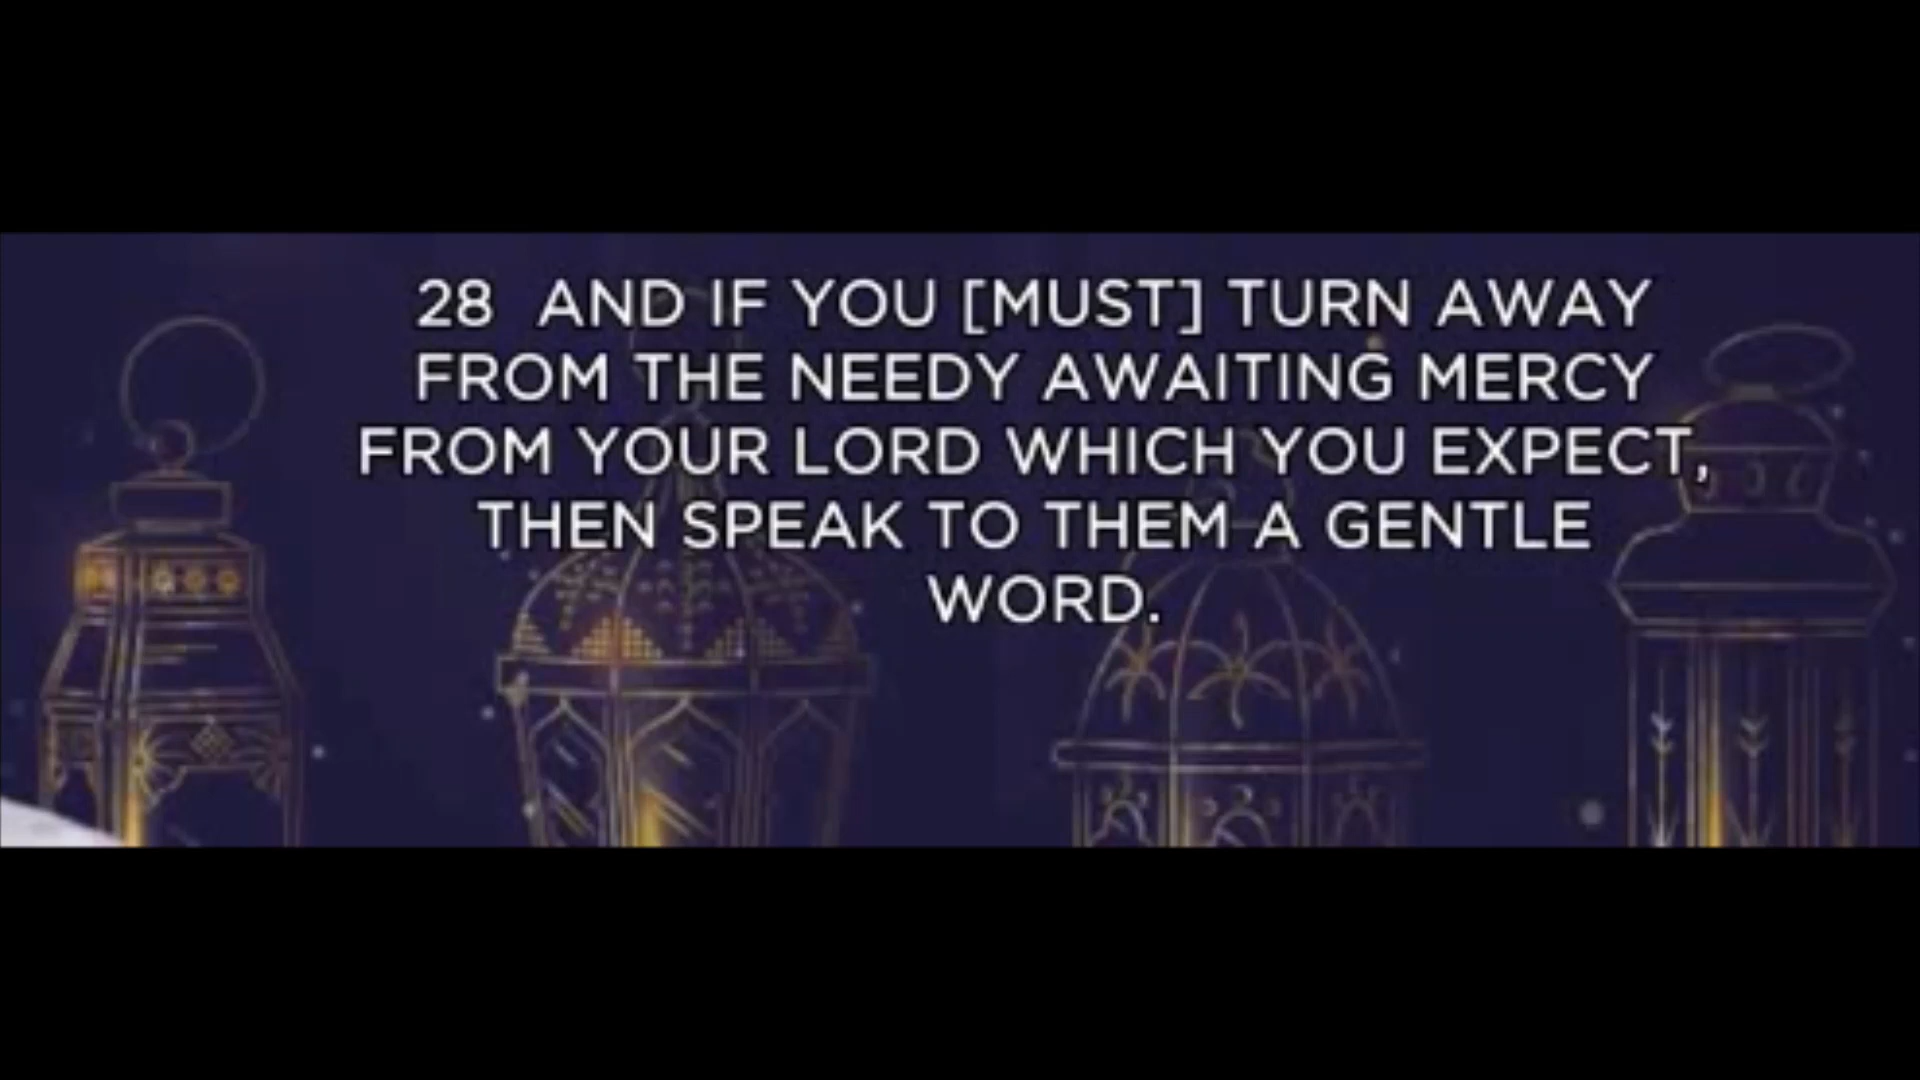 28 AND IF YOU [MUST] TURN AWAY
FROM THE NEEDY AWAITING MERCY
FROM YOUR LORD WHICH YOU EXPECT,
THEN SPEAK TO THEM A GENTLE
WORD.